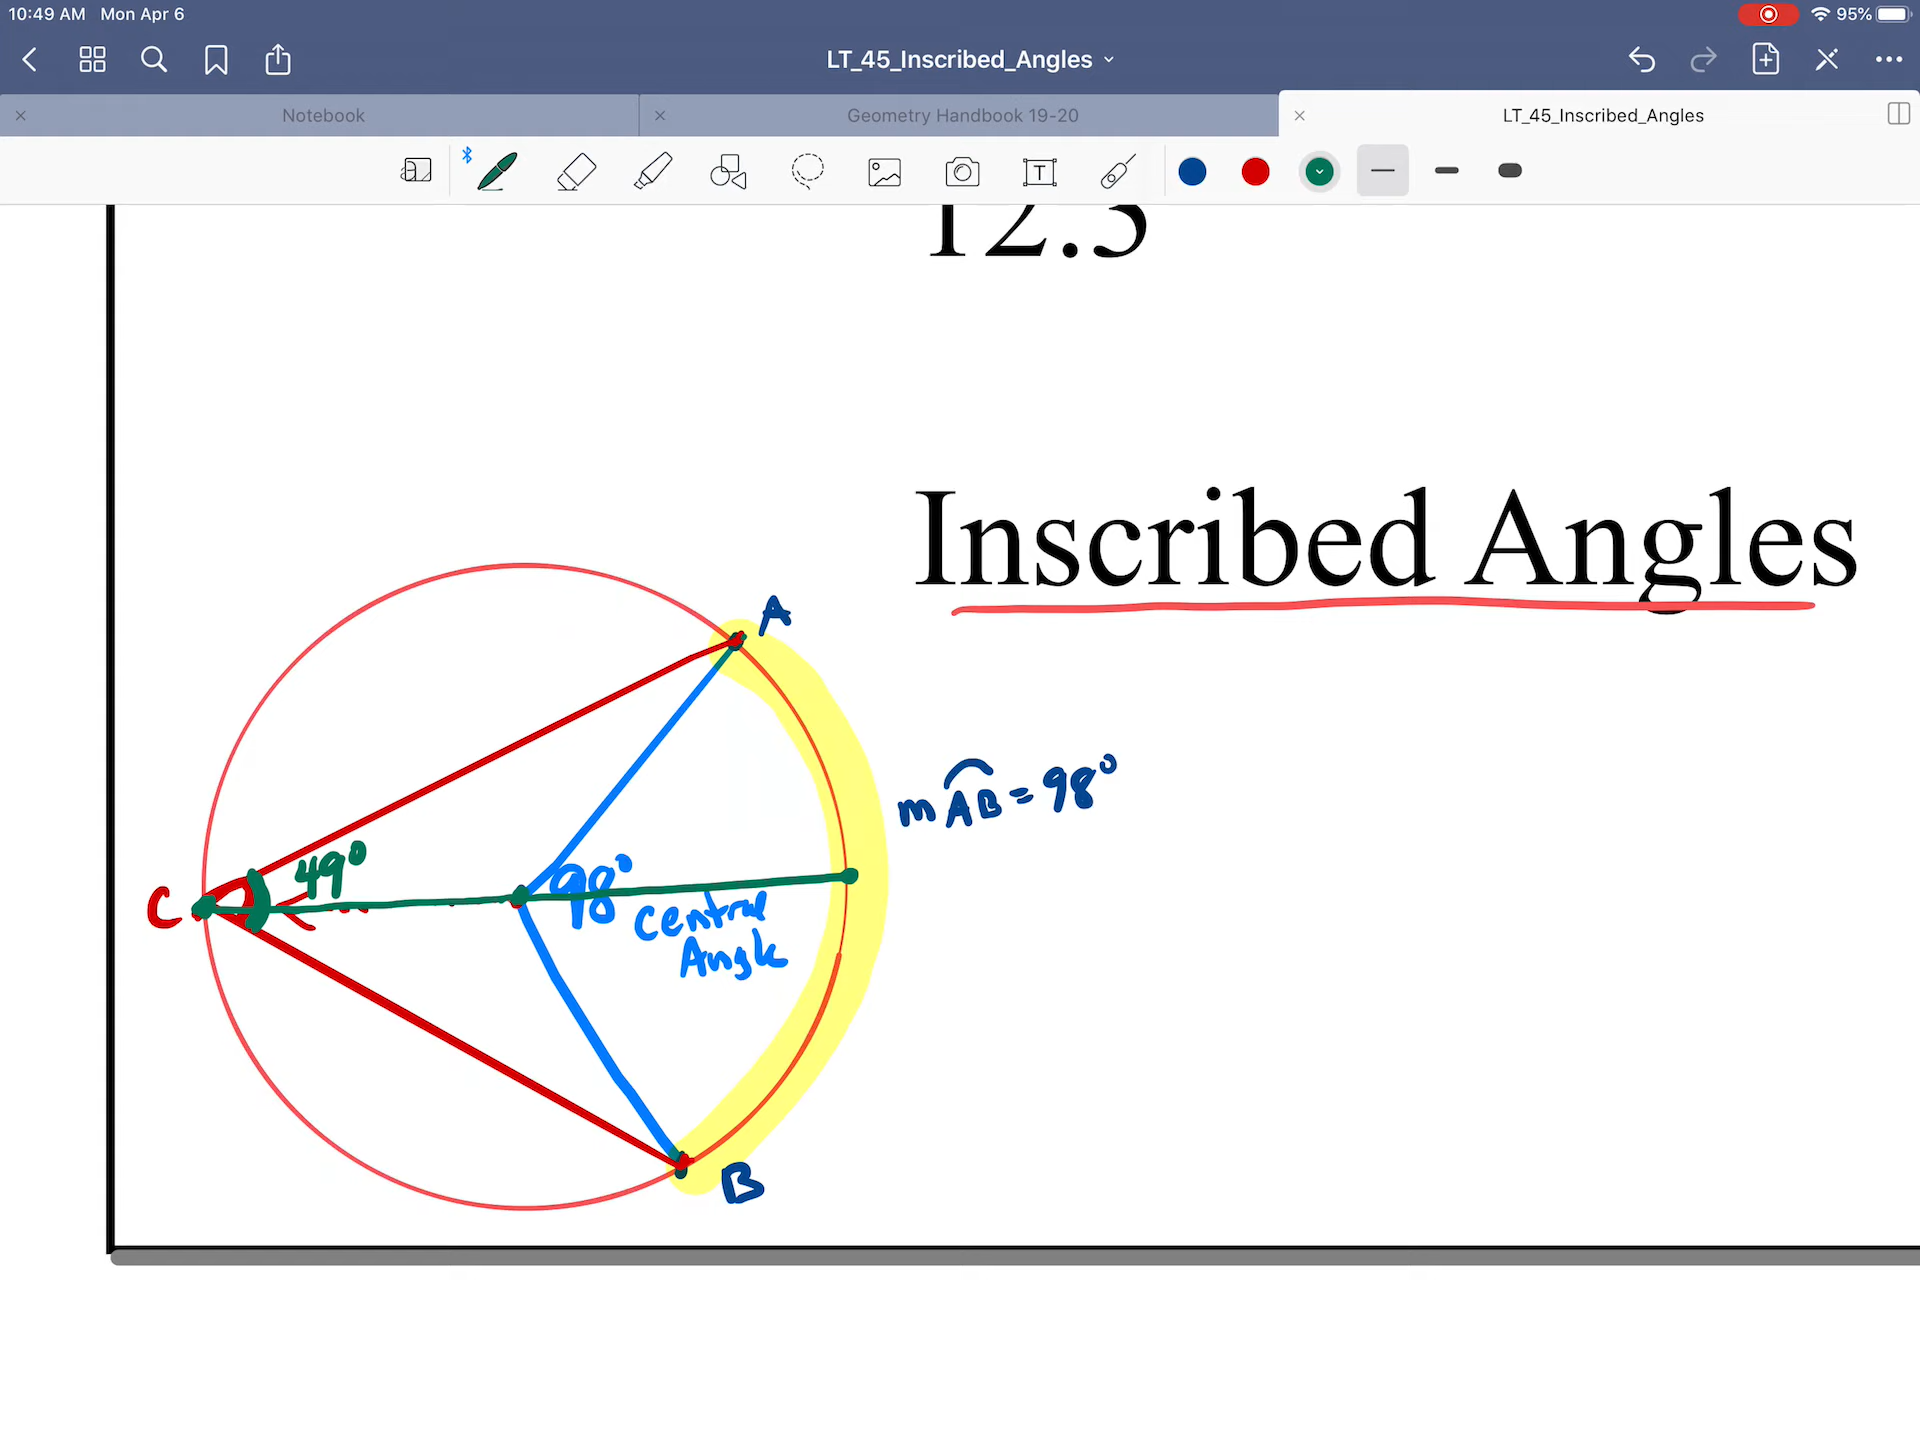 10:49 AM Mon Apr 6
95%
LT_45_Inscribed_Angles
Notebook
Geometry Handbook 19-20
LT_45_Inscribed_Angles
T
12.3
Inscribed Angles
A
mAB = 98°
49°
98°
C
Central
Angle
B